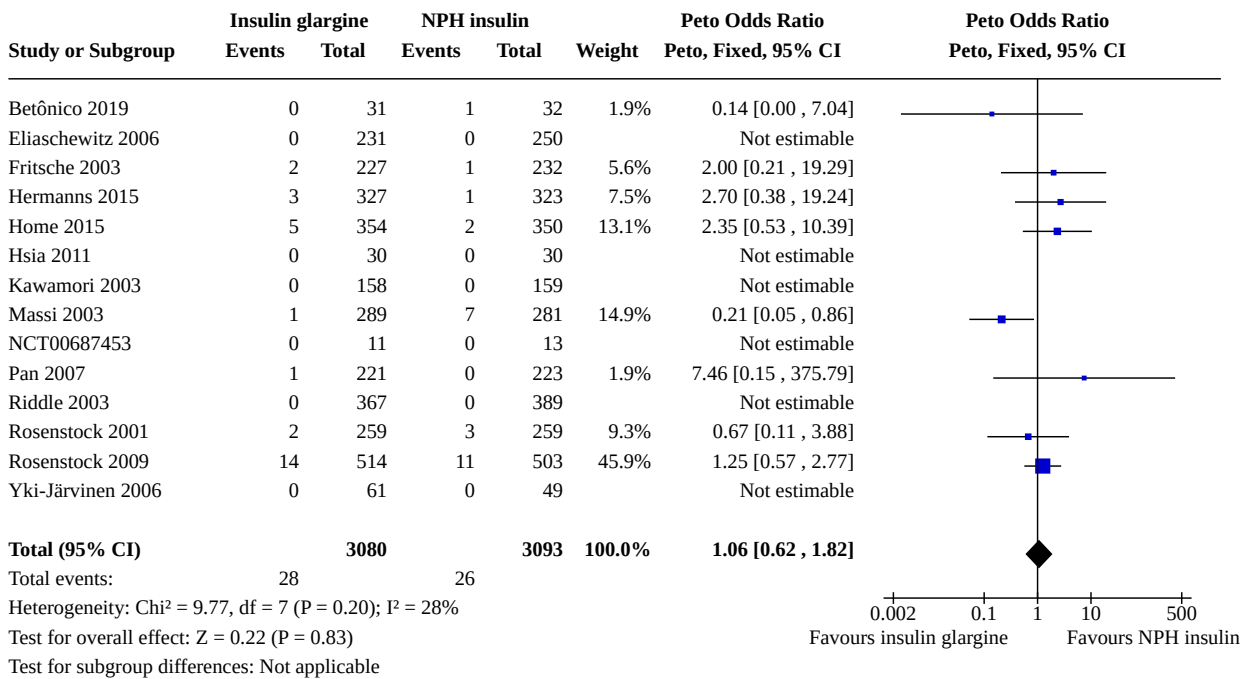 Insulin glargine NPH insulin Peto Odds Ratio Peto Odds Ratio
Study or Subgroup Events Total Events Total Weight Peto, Fixed, 95% CI Peto, Fixed, 95% CI
Betônico 2019 0 31 1 32 1.9% 0.14 [0.00 , 7.04]
Eliaschewitz 2006 0 231 0 250 Not estimable
Fritsche 2003 2 227 1 232 5.6% 2.00 [0.21 , 19.29]
Hermanns 2015 3 327 1 323 7.5% 2.70 [0.38 , 19.24]
Home 2015 5 354 2 350 13.1% 2.35 [0.53 , 10.39]
Hsia 2011 0 30 0 30 Not estimable
Kawamori 2003 0 158 0 159 Not estimable
Massi 2003 1 289 7 281 14.9% 0.21 [0.05 , 0.86]
NCT00687453 0 11 0 13 Not estimable
Pan 2007 1 221 0 223 1.9% 7.46 [0.15 , 375.79]
Riddle 2003 0 367 0 389 Not estimable
Rosenstock 2001 2 259 3 259 9.3% 0.67 [0.11 , 3.88]
Rosenstock 2009 14 514 11 503 45.9% 1.25 [0.57 , 2.77]
Yki-Järvinen 2006 0 61 0 49 Not estimable
Total (95% CI) 3080 3093 100.0% 1.06 [0.62 , 1.82]
Total events: 28 26
Heterogeneity: Chi² = 9.77, df = 7 (P = 0.20); I² = 28%
Test for overall effect: Z = 0.22 (P = 0.83)
Test for subgroup differences: Not applicable
0.002 0.1 1 10 500
Favours insulin glargine Favours NPH insulin